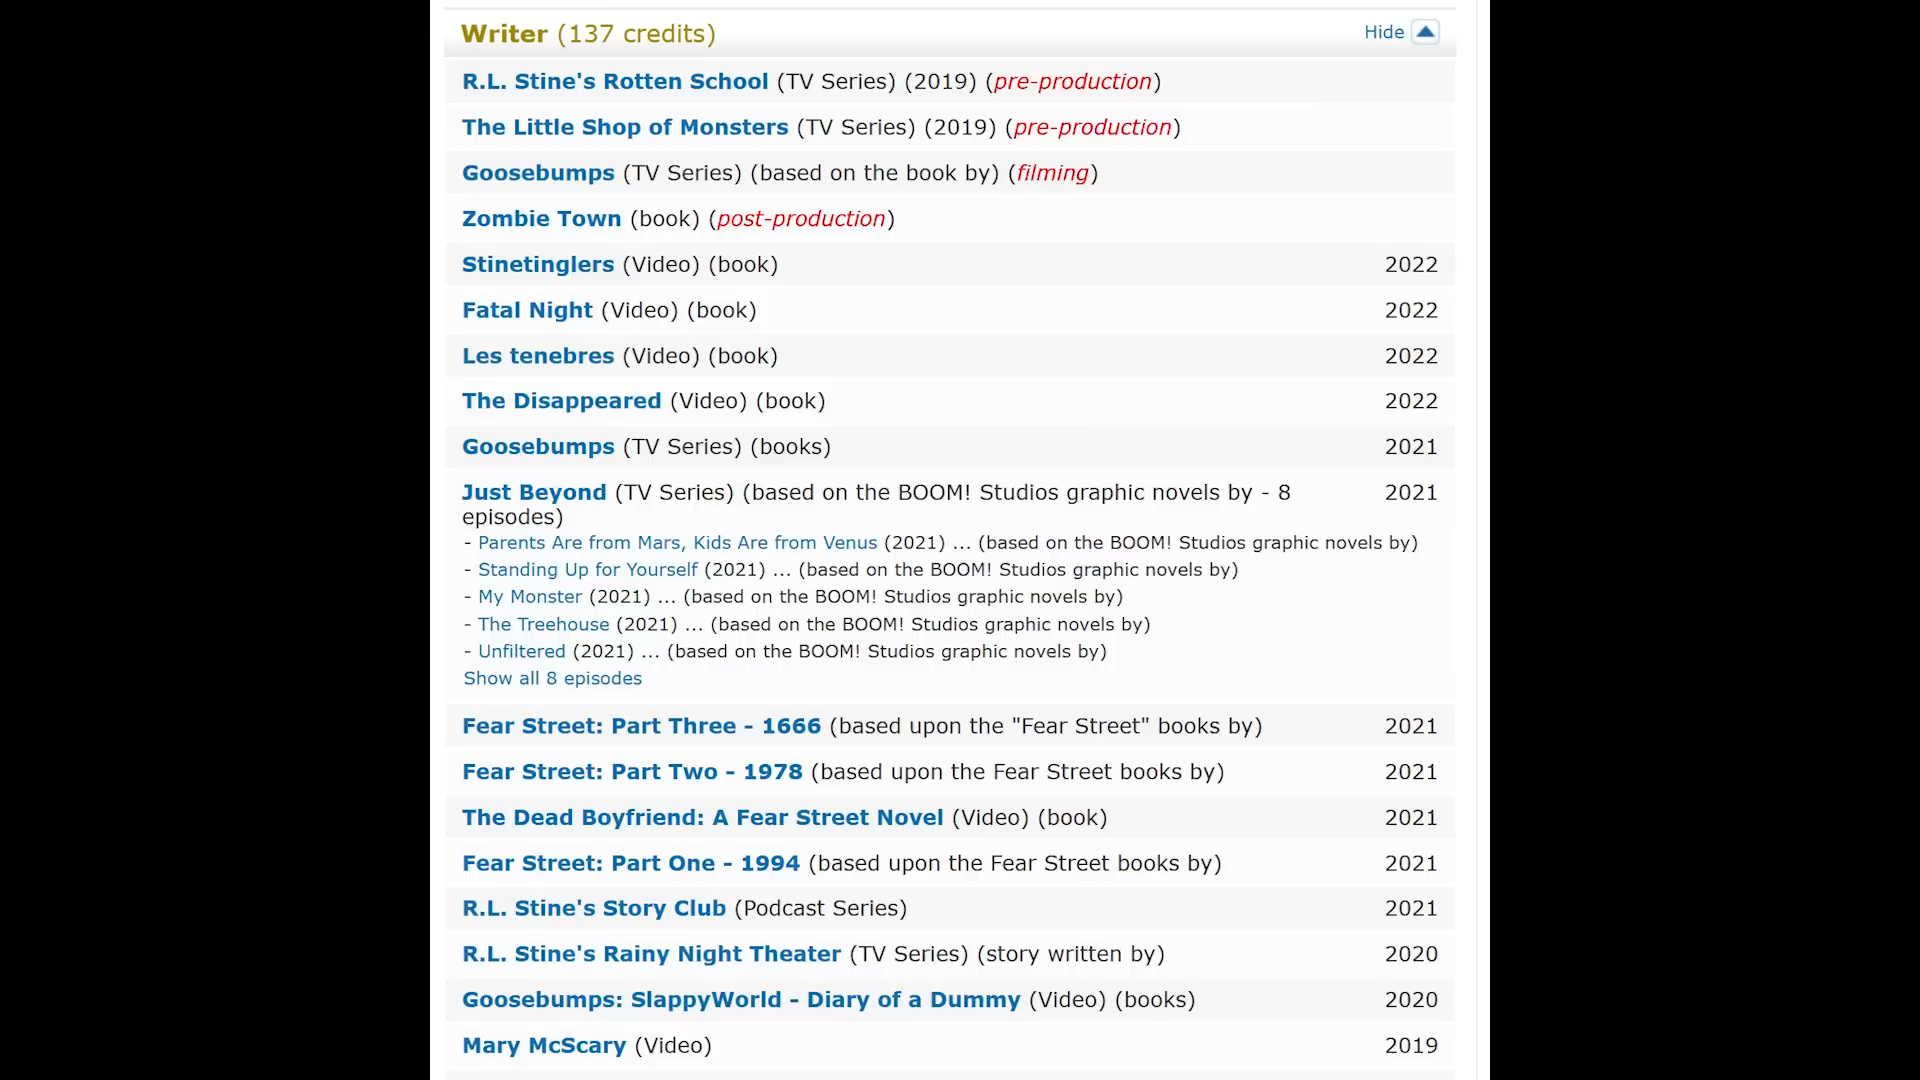 Writer (137 credits) Hide
R.L. Stine's Rotten School (TV Series) (2019) (pre-production)
The Little Shop of Monsters (TV Series) (2019) (pre-production)
Goosebumps (TV Series) (based on the book by) (filming)
Zombie Town (book) (post-production)
Stinetinglers (Video) (book) 2022
Fatal Night (Video) (book) 2022
Les tenebres (Video) (book) 2022
The Disappeared (Video) (book) 2022
Goosebumps (TV Series) (books) 2021
Just Beyond (TV Series) (based on the BOOM! Studios graphic novels by - 8 2021
episodes)
- Parents Are from Mars, Kids Are from Venus (2021) ... (based on the BOOM! Studios graphic novels by)
- Standing Up for Yourself (2021) ... (based on the BOOM! Studios graphic novels by)
- My Monster (2021) ... (based on the BOOM! Studios graphic novels by)
- The Treehouse (2021) ... (based on the BOOM! Studios graphic novels by)
- Unfiltered (2021) ... (based on the BOOM! Studios graphic novels by)
Show all 8 episodes
Fear Street: Part Three - 1666 (based upon the "Fear Street" books by) 2021
Fear Street: Part Two - 1978 (based upon the Fear Street books by) 2021
The Dead Boyfriend: A Fear Street Novel (Video) (book) 2021
Fear Street: Part One - 1994 (based upon the Fear Street books by) 2021
R.L. Stine's Story Club (Podcast Series) 2021
R.L. Stine's Rainy Night Theater (TV Series) (story written by) 2020
Goosebumps: SlappyWorld - Diary of a Dummy (Video) (books) 2020
Mary McScary (Video) 2019